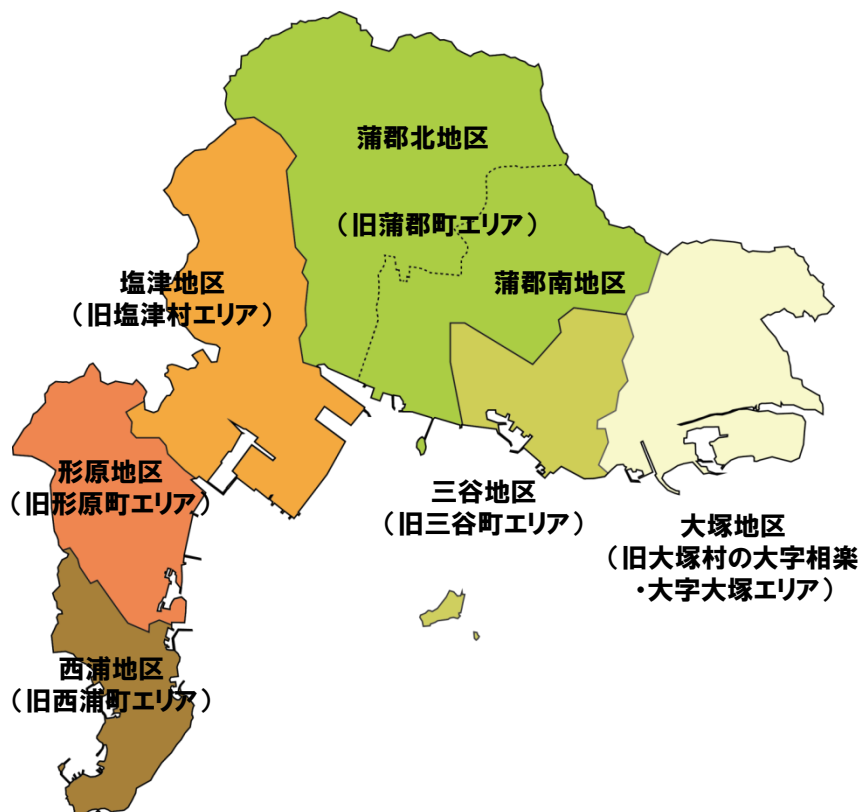 蒲郡北地区
（旧蒲郡町エリア）
蒲郡南地区
塩津地区
（旧塩津村エリア）
形原地区
（旧形原町エリア）
三谷地区
（旧三谷町エリア）
大塚地区
（旧大塚村の大字相楽
・大字大塚エリア）
西浦地区
（旧西浦町エリア）